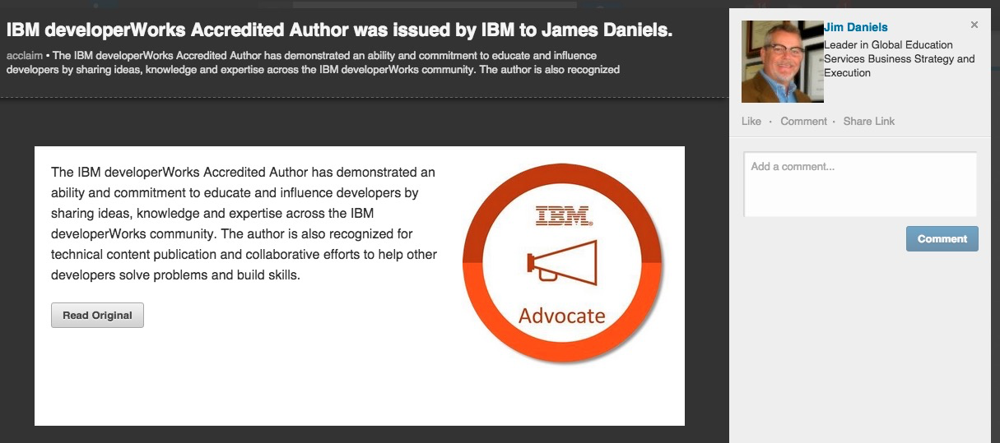 IBM developerWorks Accredited Author was issued by IBM to James Daniels.
acclaim • The IBM developerWorks Accredited Author has demonstrated an ability and commitment to educate and influence
developers by sharing ideas, knowledge and expertise across the IBM developerWorks community. The author is also recognized
The IBM developerWorks Accredited Author has demonstrated an
ability and commitment to educate and influence developers by
sharing ideas, knowledge and expertise across the IBM
developerWorks community. The author is also recognized for
technical content publication and collaborative efforts to help other
developers solve problems and build skills.
Read Original
IBM®
Advocate
Jim Daniels
×
Leader in Global Education
Services Business Strategy and
Execution
Like · Comment · Share Link
Add a comment...
Comment